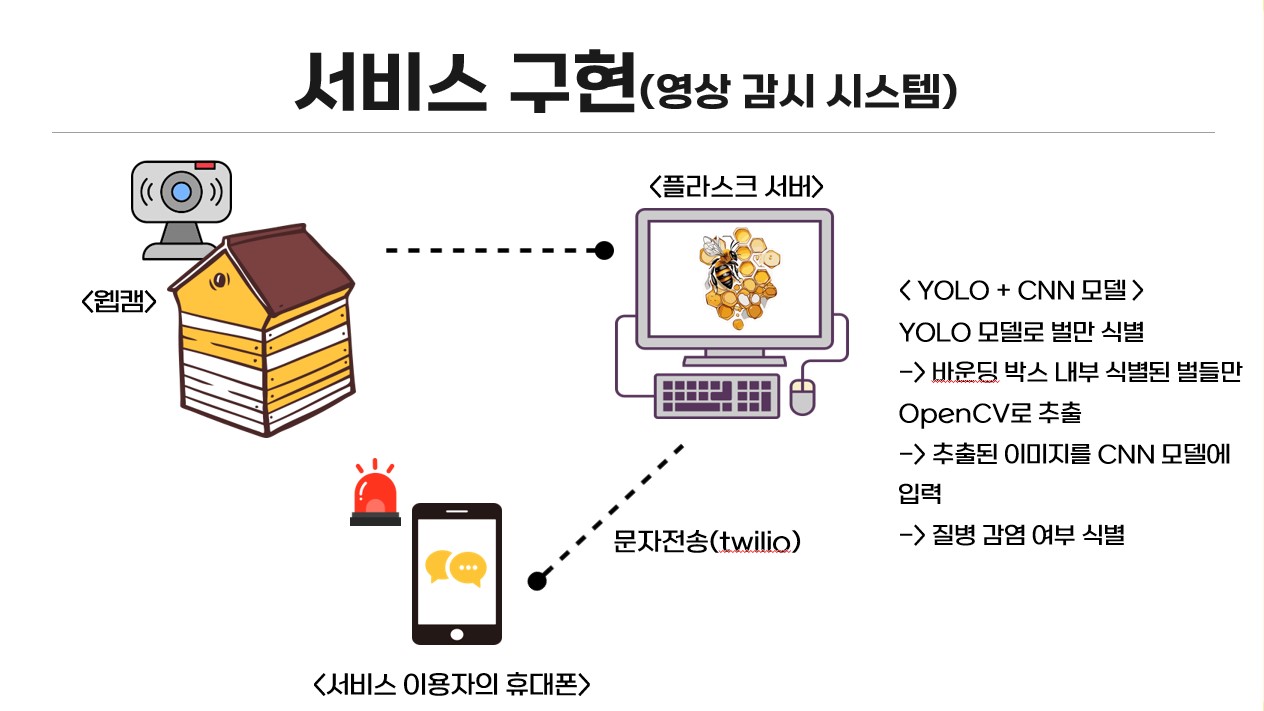 서비스 구현(영상 감시 시스템)
<플라스크 서버>
<웹캠>
< YOLO + CNN 모델 >
YOLO 모델로 벌만 식별
-> 바운딩 박스 내부 식별된 벌들만
OpenCV로 추출
-> 추출된 이미지를 CNN 모델에
입력
-> 질병 감염 여부 식별
문자전송(twilio)
<서비스 이용자의 휴대폰>